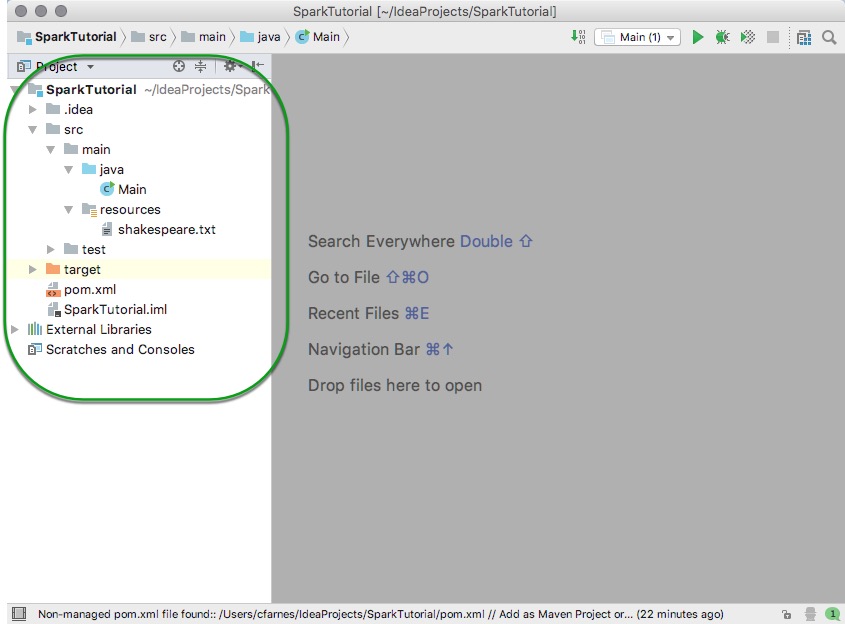 SparkTutorial [~/IdeaProjects/SparkTutorial]
SparkTutorial src main java Main Main (1)
Project
SparkTutorial ~/IdeaProjects/Spark
.idea
src
main
java
Main
resources
shakespeare.txt
test
target
pom.xml
SparkTutorial.iml
External Libraries
Scratches and Consoles
Search Everywhere Double ⇧
Go to File ⇧⌘O
Recent Files ⌘E
Navigation Bar ⌘↑
Drop files here to open
Non-managed pom.xml file found:: /Users/cfarnes/IdeaProjects/SparkTutorial/pom.xml // Add as Maven Project or... (22 minutes ago) 1